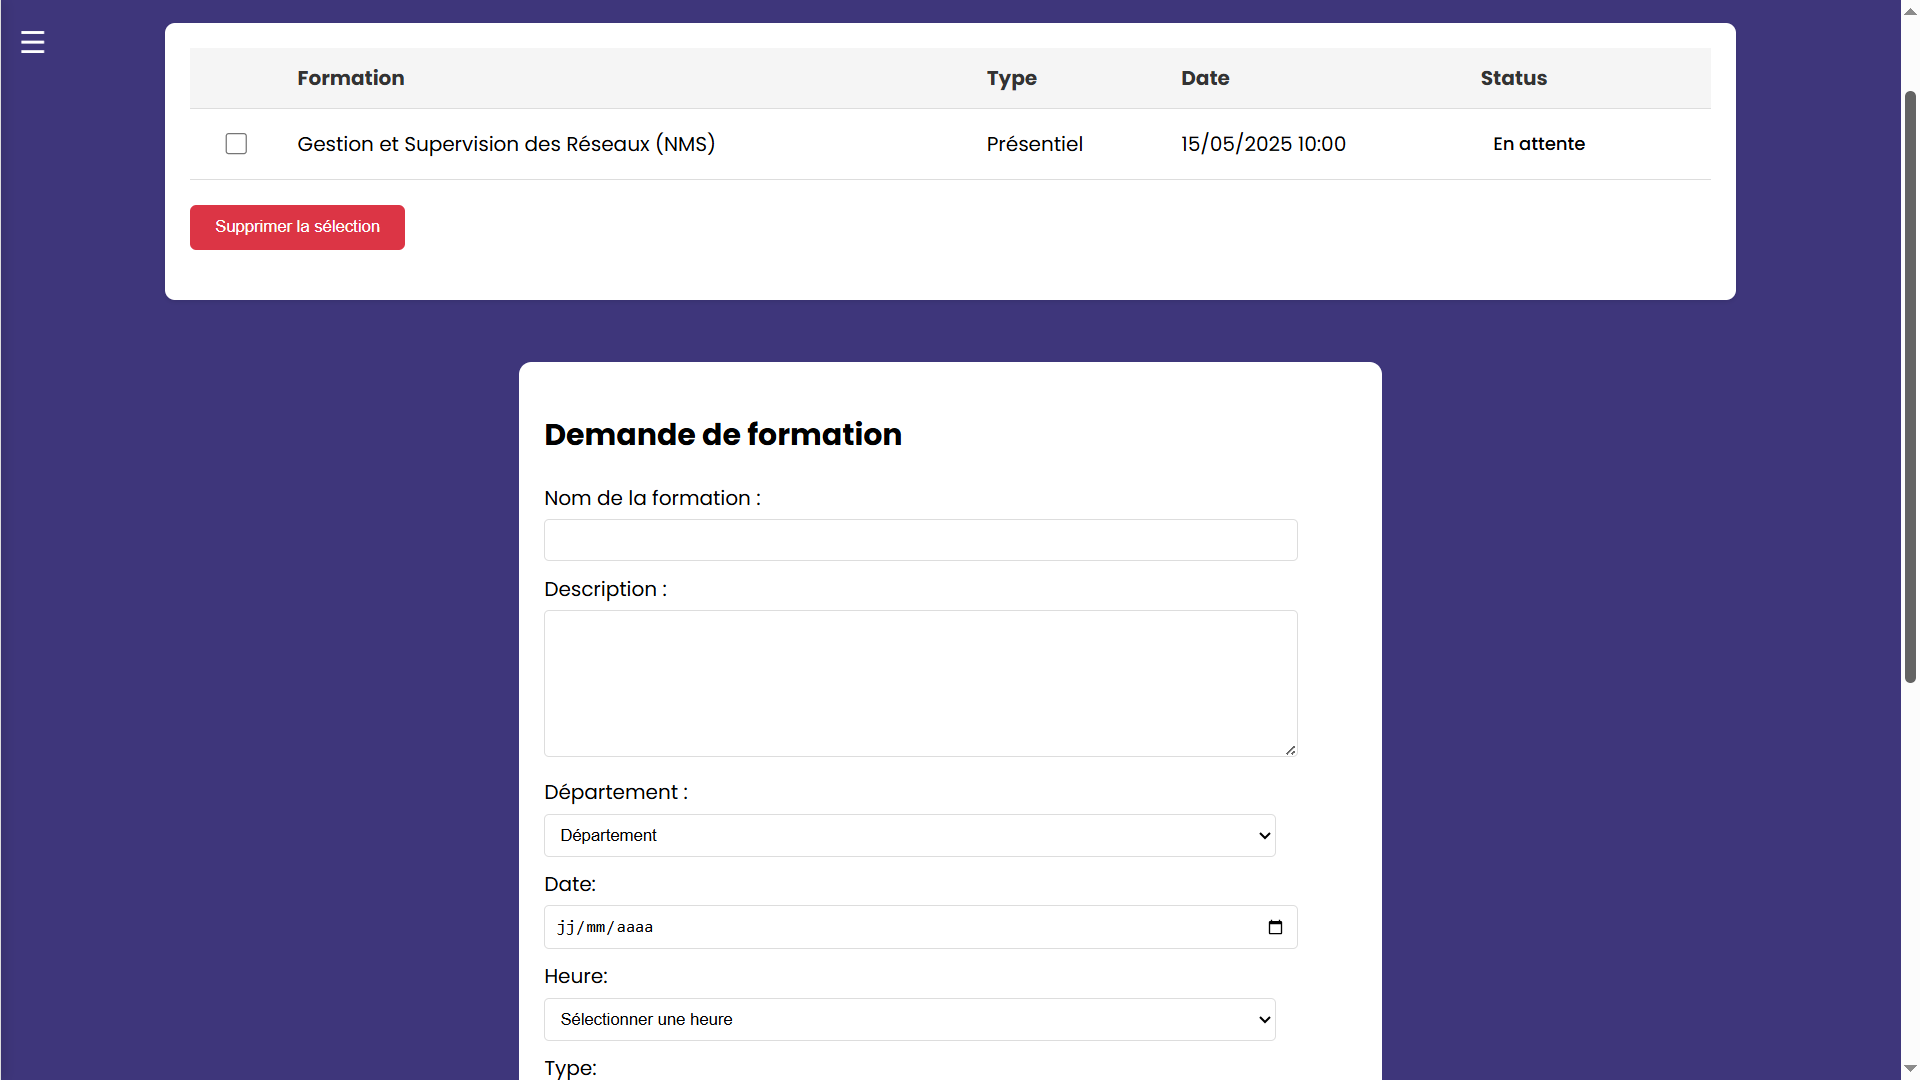 Formation Type Date Status
Gestion et Supervision des Réseaux (NMS) Présentiel 15/05/2025 10:00 En attente
Supprimer la sélection
Demande de formation
Nom de la formation :
Description :
Département :
Département
Date:
jj/mm/aaaa
Heure:
Sélectionner une heure
Type: